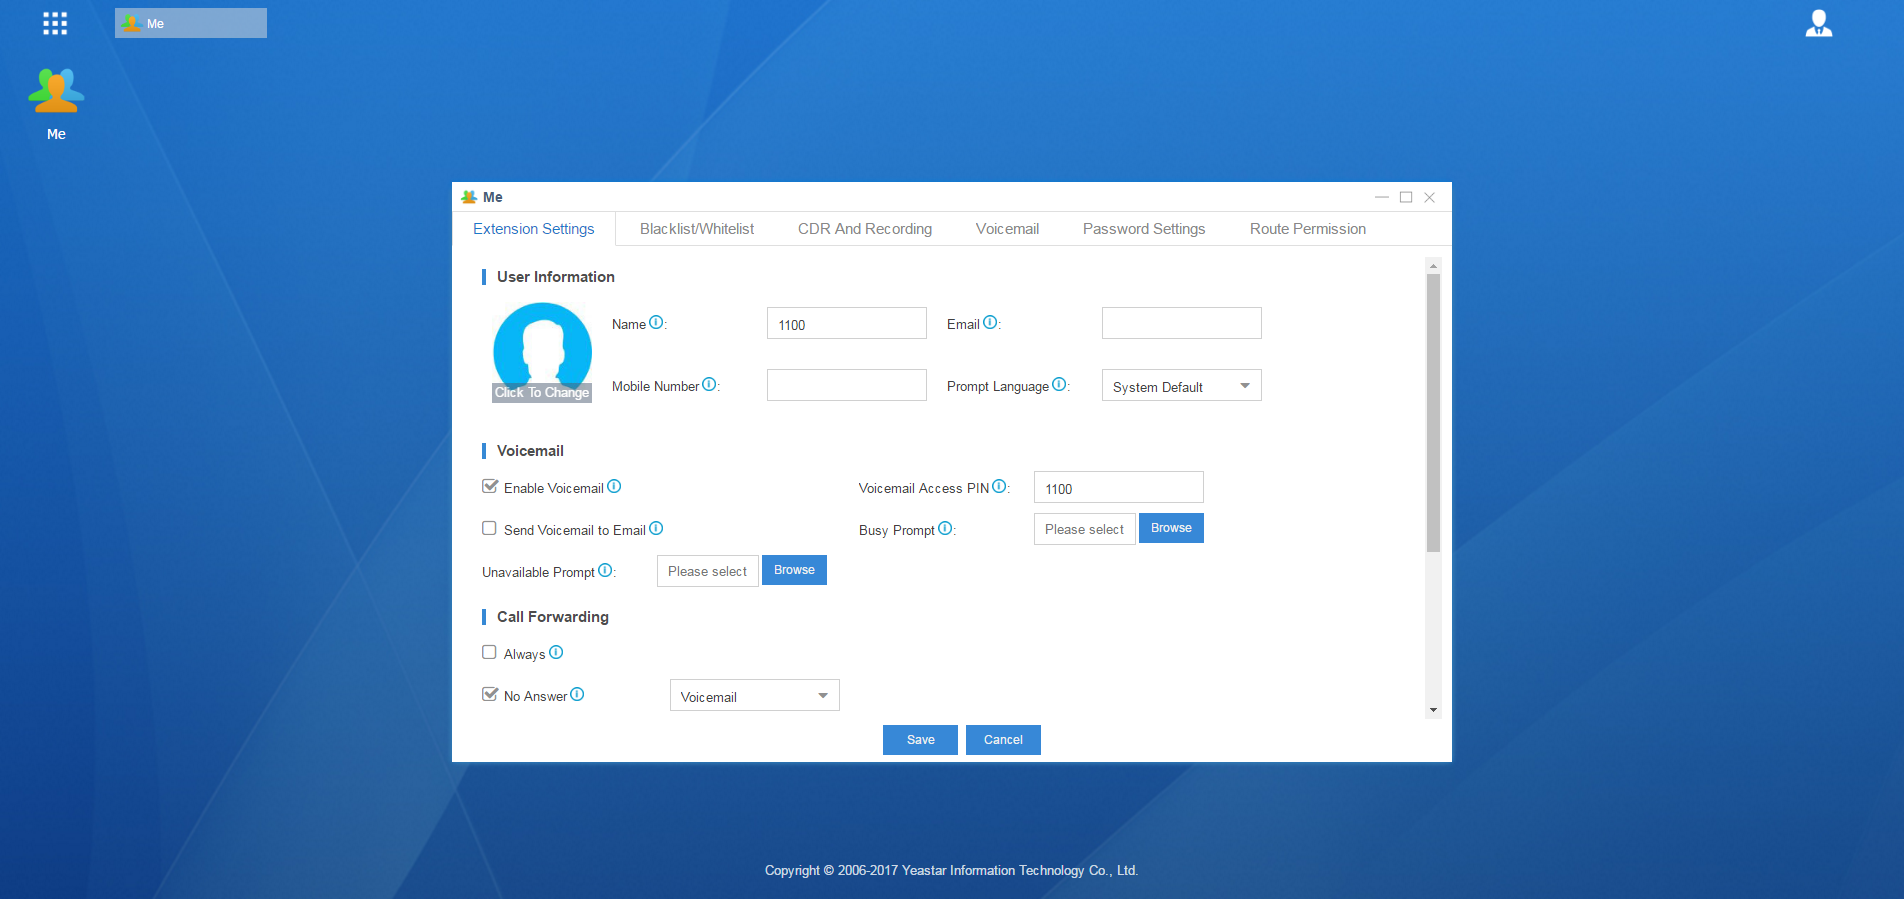 Me
Me
Me
Extension Settings Blacklist/Whitelist CDR And Recording Voicemail Password Settings Route Permission
User Information
Name : 1100 Email :
Click To Change
Mobile Number : Prompt Language : System Default
Voicemail
Enable Voicemail Voicemail Access PIN : 1100
Send Voicemail to Email Busy Prompt : Please select Browse
Unavailable Prompt : Please select Browse
Call Forwarding
Always
No Answer Voicemail
Save Cancel
Copyright © 2006-2017 Yeastar Information Technology Co., Ltd.